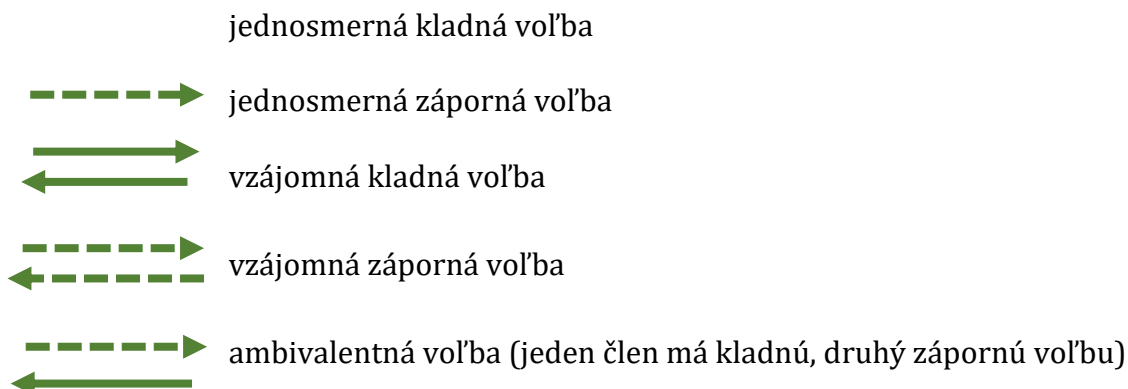 jednosmerná kladná voľba
jednosmerná záporná voľba
vzájomná kladná voľba
vzájomná záporná voľba
ambivalentná voľba (jeden člen má kladnú, druhý zápornú voľbu)